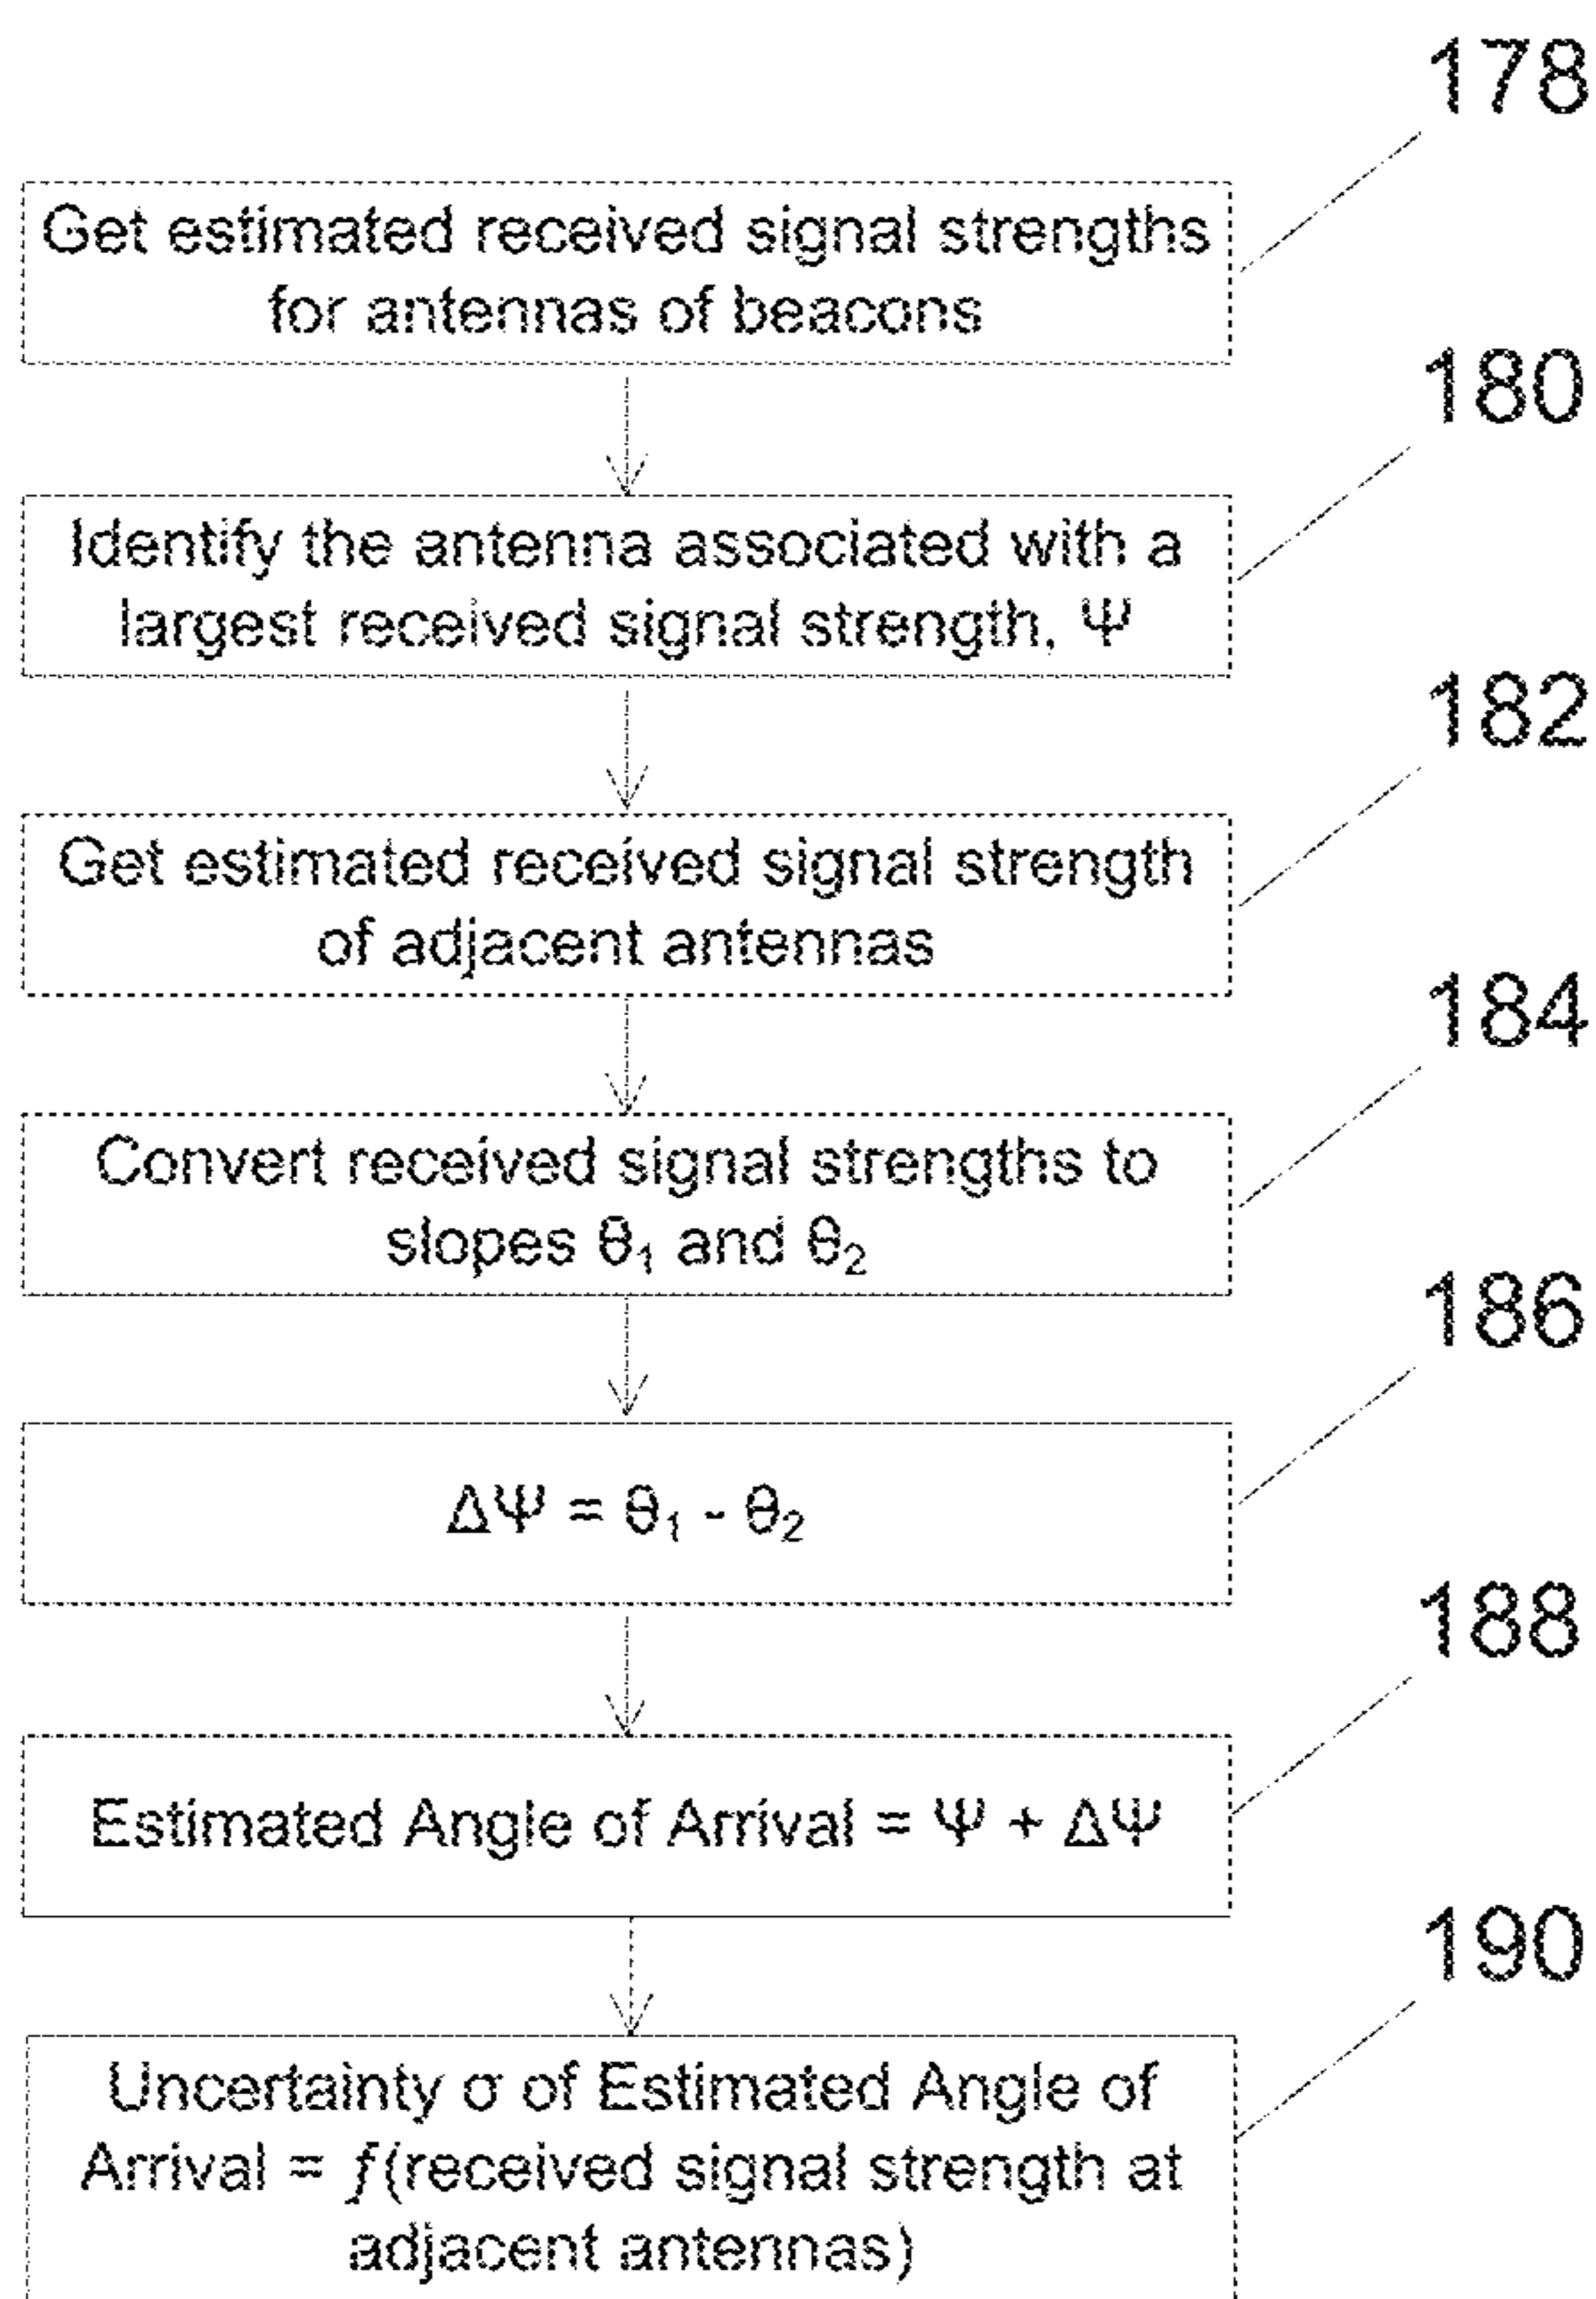 178
Get estimated received signal strengths
for antennas of beacons
180
Identify the antenna associated with a
largest received signal strength, Ψ
182
Get estimated received signal strength
of adjacent antennas
184
Convert received signal strengths to
slopes θ₁ and θ₂
186
ΔΨ = θ₁ - θ₂
188
Estimated Angle of Arrival = Ψ + ΔΨ
190
Uncertainty σ of Estimated Angle of
Arrival = ƒ(received signal strength at
adjacent antennas)